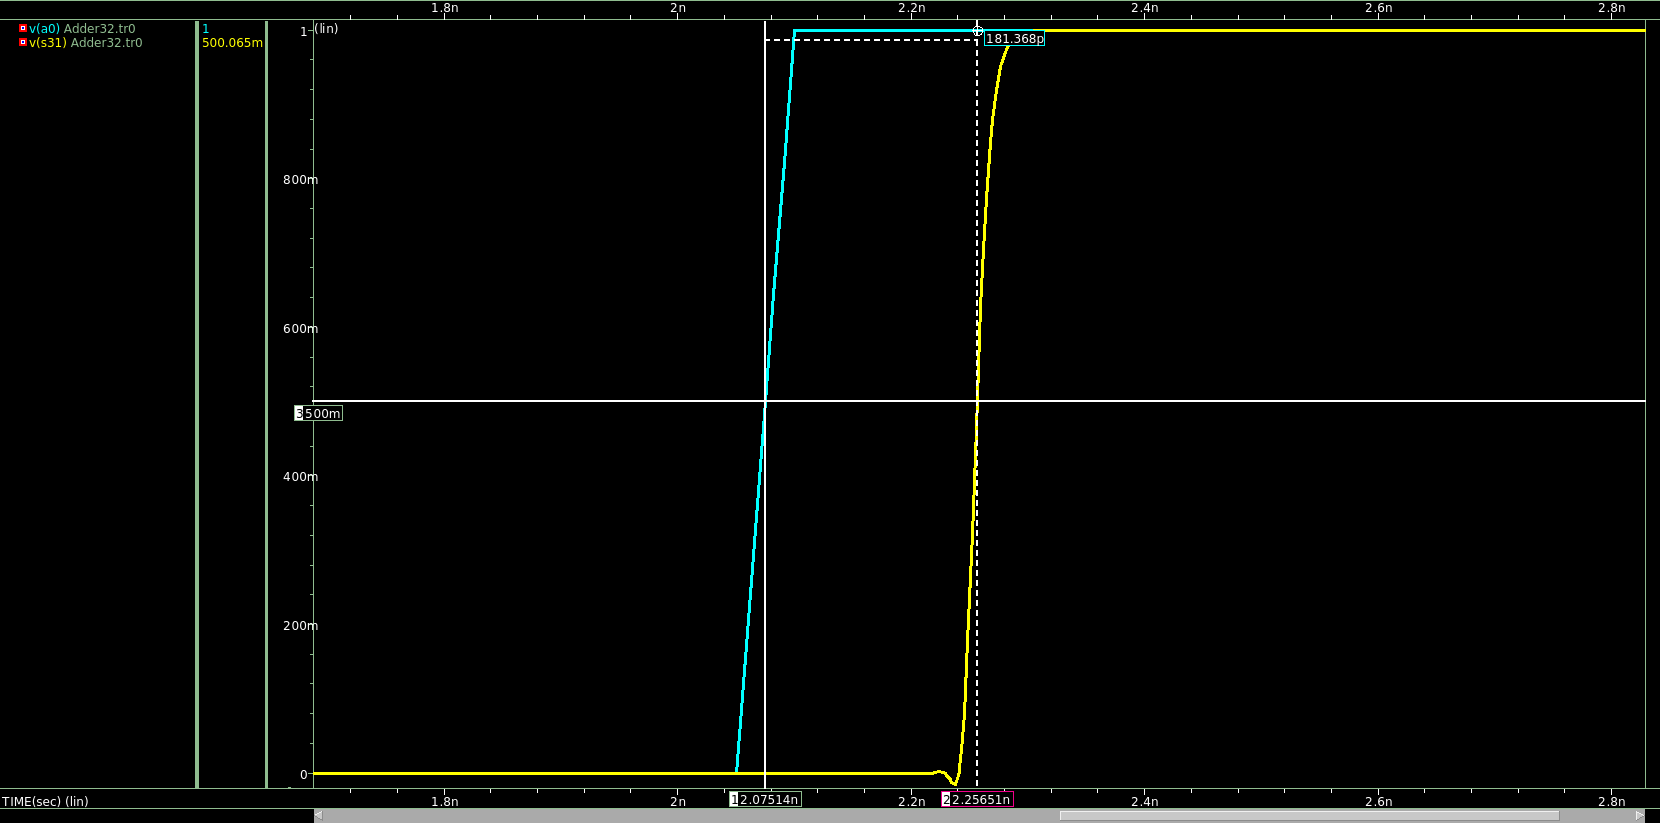 1.8n 2n 2.2n 2.4n 2.6n 2.8n
v(a0) Adder32.tr0 1
v(s31) Adder32.tr0 500.065m
1 (lin)
181.368p
800m
600m
3 500m
400m
200m
0
TIME(sec) (lin)
1.8n 2n 2.2n 2.4n 2.6n 2.8n
1 2.07514n 2 2.25651n